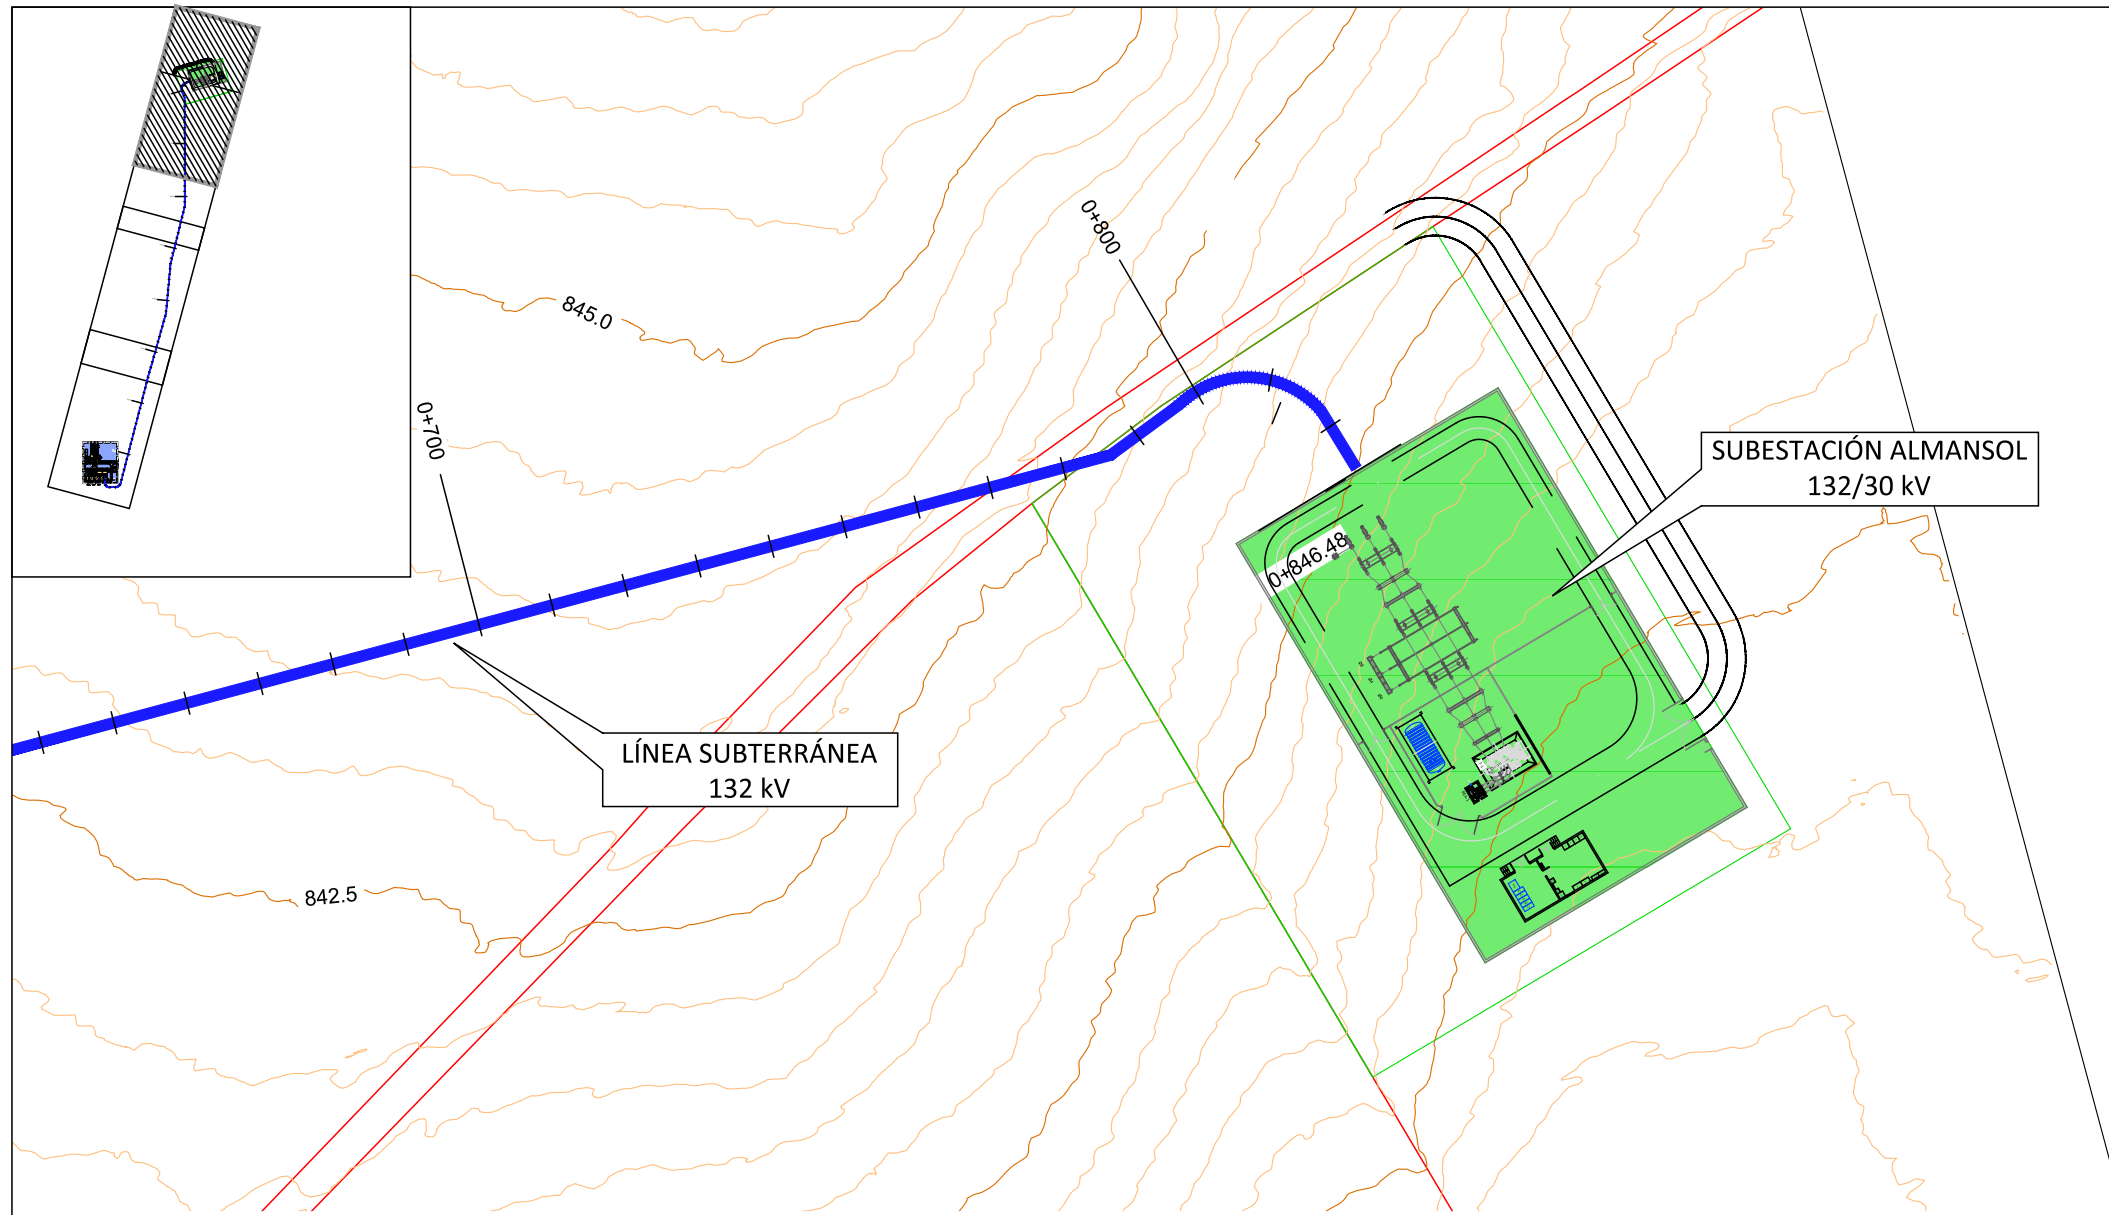 0+800
845.0
0+700
SUBESTACIÓN ALMANSOL
132/30 kV
0+846.48
LÍNEA SUBTERRÁNEA
132 kV
842.5